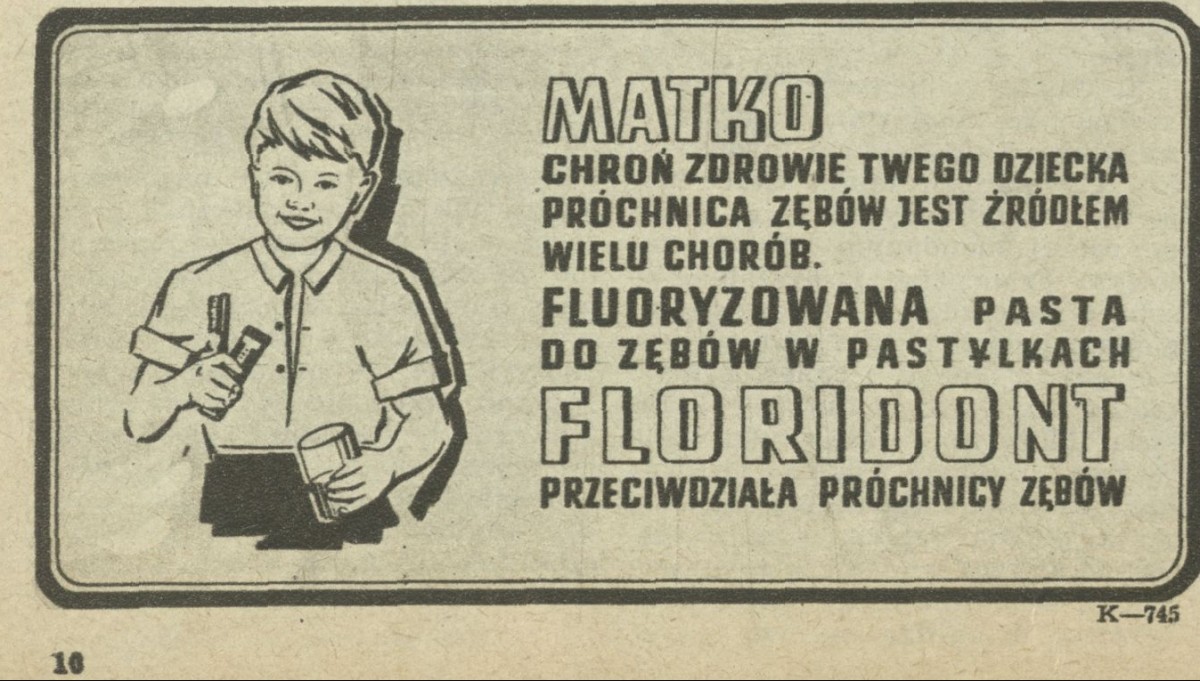 MATKO
CHROŃ ZDROWIE TWEGO DZIECKA
PRÓCHNICA ZĘBÓW JEST ŹRÓDŁEM
WIELU CHORÓB.
FLUORYZOWANA PASTA
DO ZĘBÓW W PASTYLKACH
FLORIDONT
PRZECIWDZIAŁA PRÓCHNICY ZĘBÓW
K—745
16